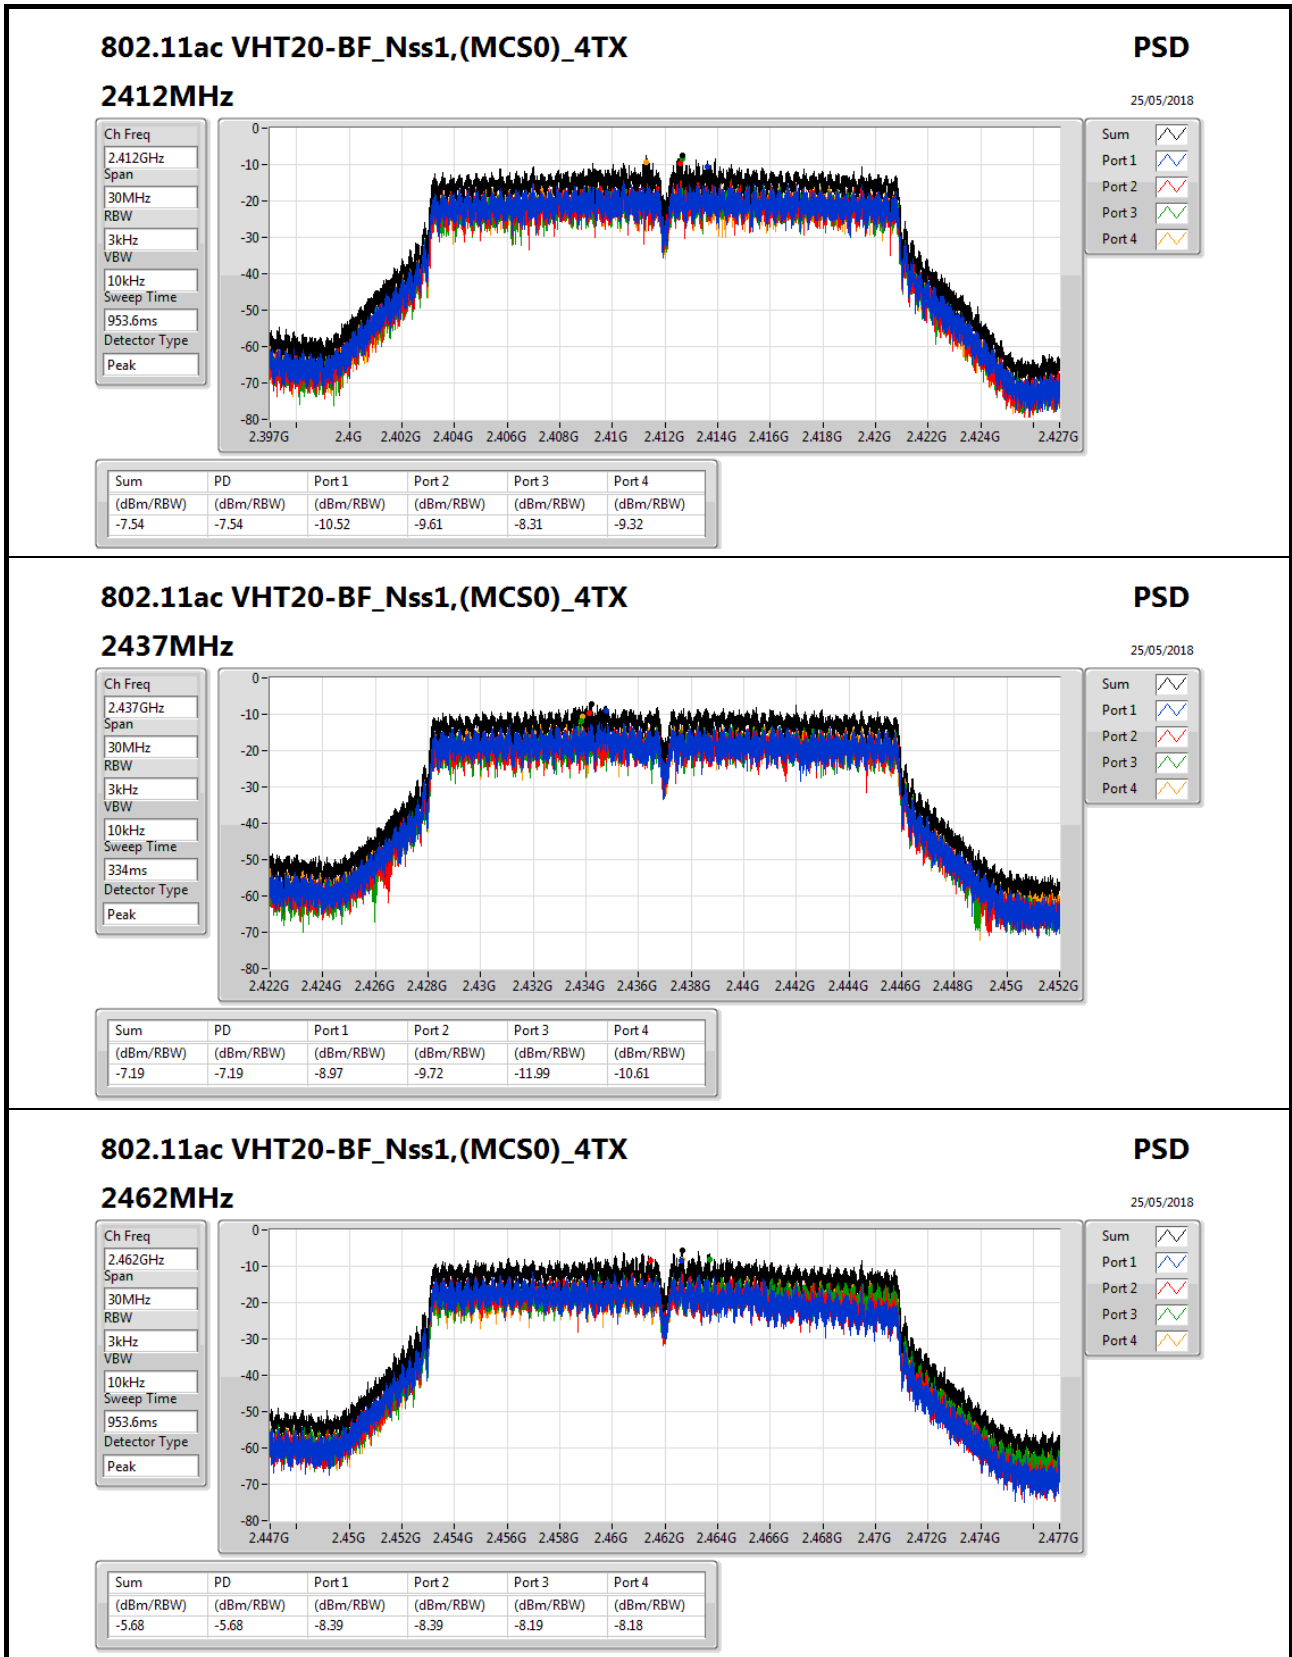 802.11ac VHT20-BF_Nss1,(MCS0)_4TX PSD
2412MHz 25/05/2018
Ch Freq
2.412GHz
Span
30MHz
RBW
3kHz
VBW
10kHz
Sweep Time
953.6ms
Detector Type
Peak
0
-10
-20
-30
-40
-50
-60
-70
-80
2.397G 2.4G 2.402G 2.404G 2.406G 2.408G 2.41G 2.412G 2.414G 2.416G 2.418G 2.42G 2.422G 2.424G 2.427G
Sum
Port 1
Port 2
Port 3
Port 4
Sum PD Port 1 Port 2 Port 3 Port 4
(dBm/RBW) (dBm/RBW) (dBm/RBW) (dBm/RBW) (dBm/RBW) (dBm/RBW)
-7.54 -7.54 -10.52 -9.61 -8.31 -9.32
802.11ac VHT20-BF_Nss1,(MCS0)_4TX PSD
2437MHz 25/05/2018
Ch Freq
2.437GHz
Span
30MHz
RBW
3kHz
VBW
10kHz
Sweep Time
334ms
Detector Type
Peak
0
-10
-20
-30
-40
-50
-60
-70
-80
2.422G 2.424G 2.426G 2.428G 2.43G 2.432G 2.434G 2.436G 2.438G 2.44G 2.442G 2.444G 2.446G 2.448G 2.45G 2.452G
Sum
Port 1
Port 2
Port 3
Port 4
Sum PD Port 1 Port 2 Port 3 Port 4
(dBm/RBW) (dBm/RBW) (dBm/RBW) (dBm/RBW) (dBm/RBW) (dBm/RBW)
-7.19 -7.19 -8.97 -9.72 -11.99 -10.61
802.11ac VHT20-BF_Nss1,(MCS0)_4TX PSD
2462MHz 25/05/2018
Ch Freq
2.462GHz
Span
30MHz
RBW
3kHz
VBW
10kHz
Sweep Time
953.6ms
Detector Type
Peak
0
-10
-20
-30
-40
-50
-60
-70
-80
2.447G 2.45G 2.452G 2.454G 2.456G 2.458G 2.46G 2.462G 2.464G 2.466G 2.468G 2.47G 2.472G 2.474G 2.477G
Sum
Port 1
Port 2
Port 3
Port 4
Sum PD Port 1 Port 2 Port 3 Port 4
(dBm/RBW) (dBm/RBW) (dBm/RBW) (dBm/RBW) (dBm/RBW) (dBm/RBW)
-5.68 -5.68 -8.39 -8.39 -8.19 -8.18